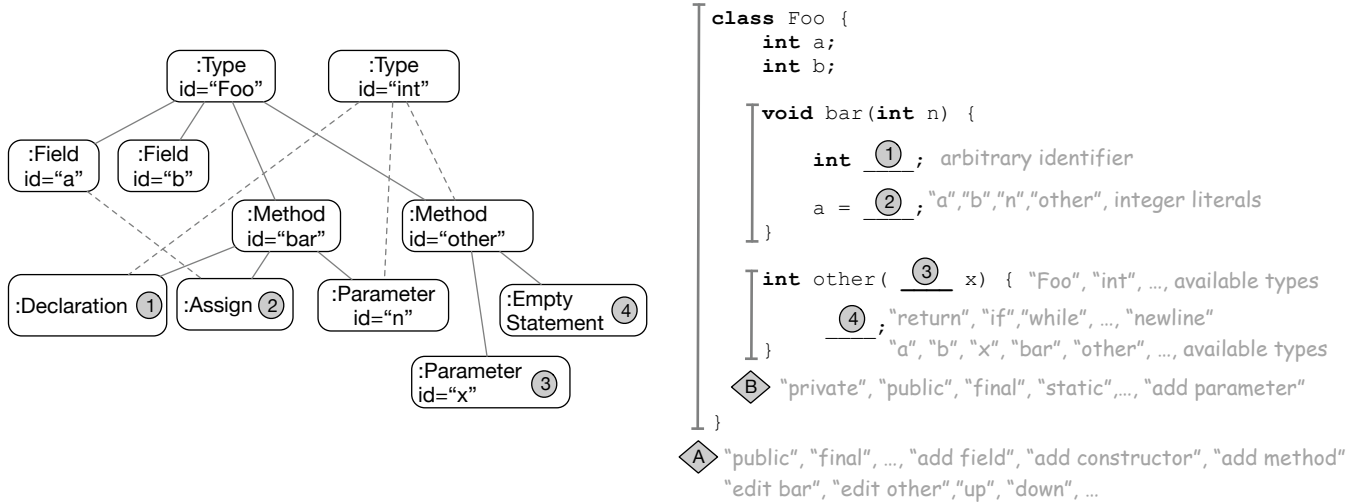 :Type
id=“Foo”
:Type
id=“int”
:Field
id=“a”
:Field
id=“b”
:Method
id=“bar”
:Method
id=“other”
:Declaration 1
:Assign 2
:Parameter
id=“n”
:Empty
Statement 4
:Parameter
id=“x” 3
class Foo {
int a;
int b;
void bar(int n) {
int 1 ; arbitrary identifier
a = 2 ; “a”,”b”,”n”,”other”, integer literals
}
int other( 3 x) { “Foo”, “int”, …, available types
4 ; “return”, “if”,”while”, …, “newline”
“a”, “b”, “x”, “bar”, “other”, …, available types
}
B “private”, “public”, “final”, “static”,…, “add parameter”
}
A “public”, “final”, …, “add field”, “add constructor”, “add method”
“edit bar”, “edit other”,”up”, “down”, …